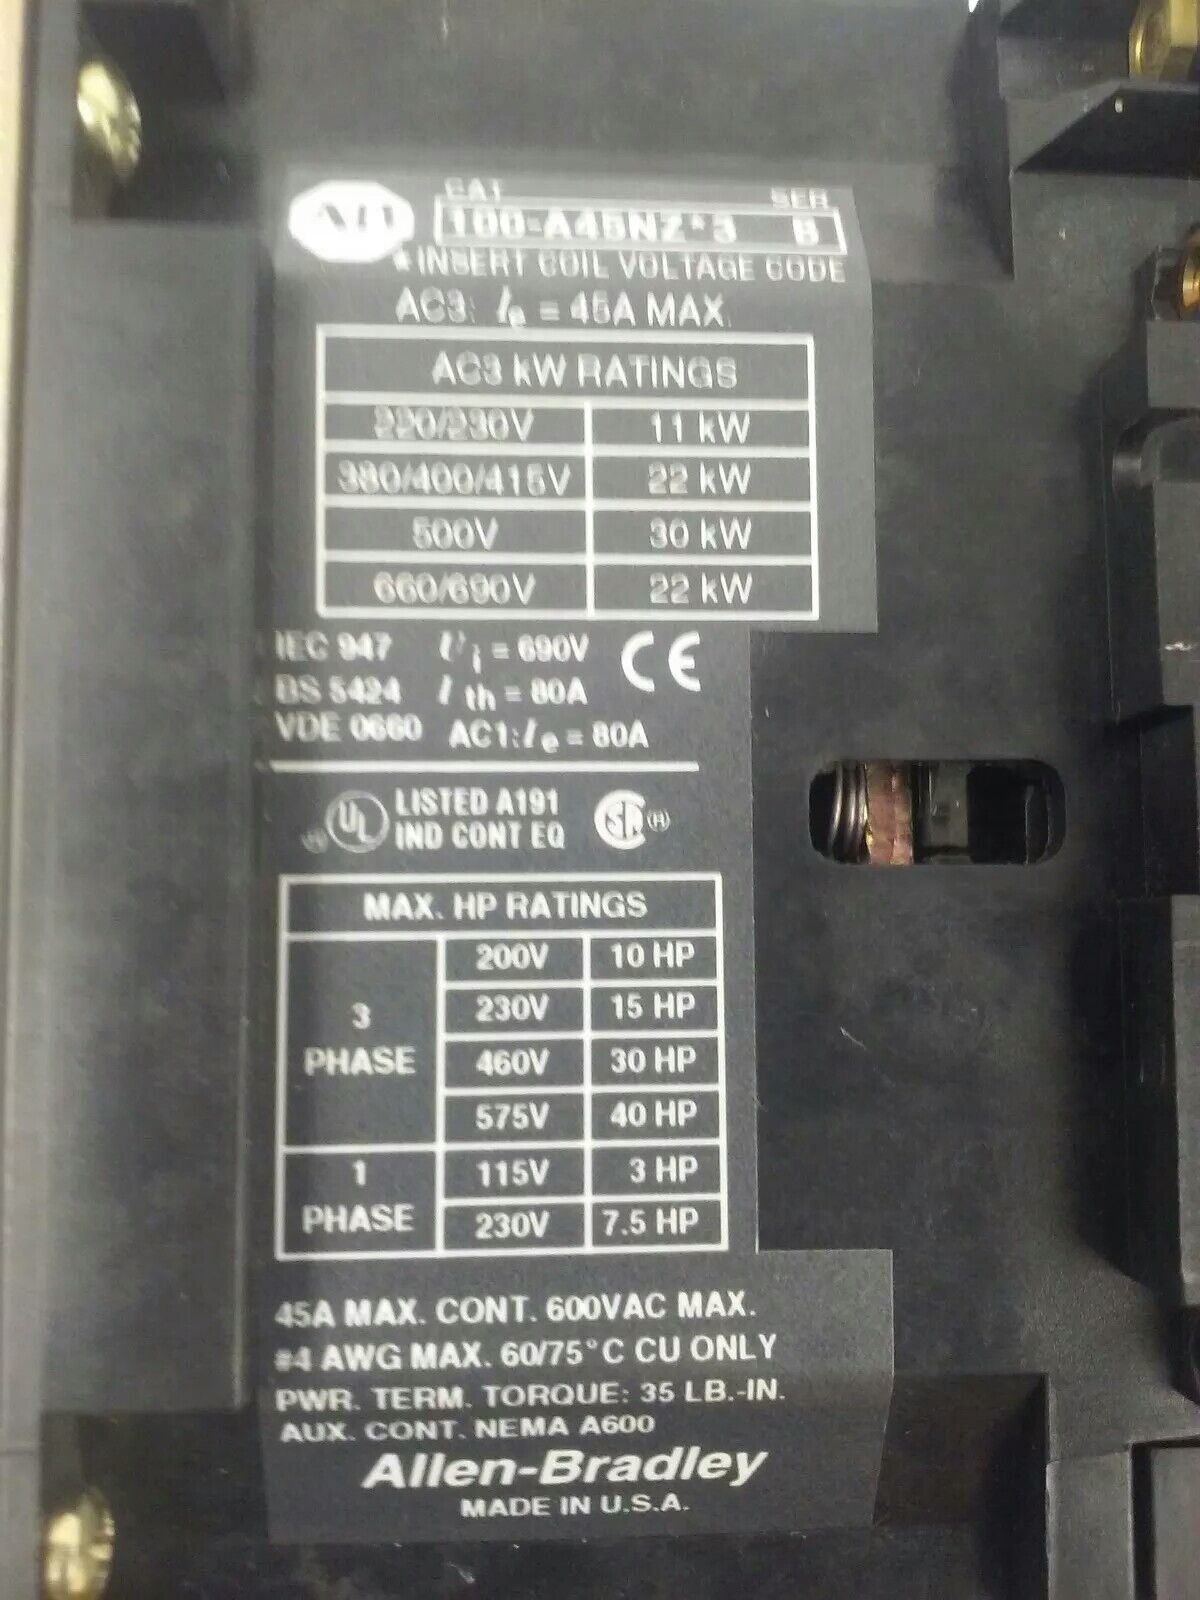 AB
CAT SER
100-A45NZ*3 B
* INSERT COIL VOLTAGE CODE
AC3: Ie = 45A MAX.
AC3 kW RATINGS
220/230V 11 kW
380/400/415V 22 kW
500V 30 kW
660/690V 22 kW
IEC 947 Ui = 690V CE
BS 5424 Ith = 80A
VDE 0660 AC1: Ie = 80A
UL LISTED A191
IND CONT EQ
MAX. HP RATINGS
3 PHASE
200V 10 HP
230V 15 HP
460V 30 HP
575V 40 HP
1 PHASE
115V 3 HP
230V 7.5 HP
45A MAX. CONT. 600VAC MAX.
#4 AWG MAX. 60/75°C CU ONLY
PWR. TERM. TORQUE: 35 LB.-IN.
AUX. CONT. NEMA A600
Allen-Bradley
MADE IN U.S.A.